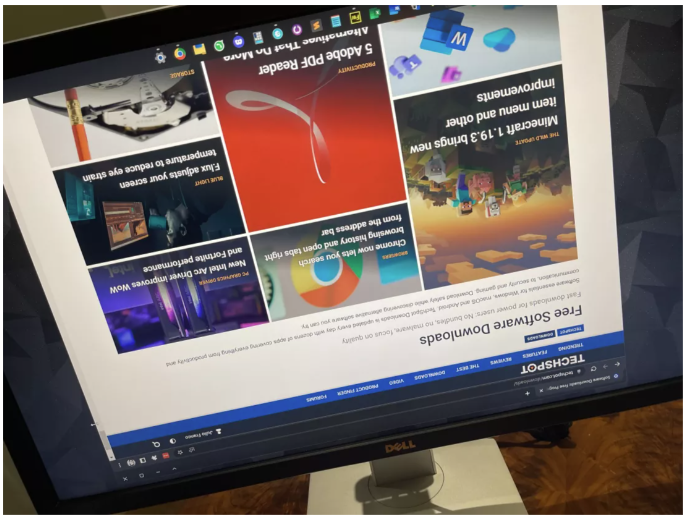 Software Downloads Free Prog
techspot.com/downloads/
Julio Franco
TECHSPOT
TRENDING FEATURES REVIEWS THE BEST DOWNLOADS VIDEO PRODUCT FINDER FORUMS
TECHSPOT DOWNLOADS
Free Software Downloads
Fast downloads for power users. No bundles, no malware, focus on quality
Software essentials for Windows, macOS and Android. TechSpot Downloads is updated every day with dozens of apps covering everything from productivity and
communication, to security and gaming. Download safely while discovering alternative software you can try.
THE WILD UPDATE
Minecraft 1.19.3 brings new
item menu and other
improvements
BROWSERS
Chrome now lets you search
browsing history and open tabs right
from the address bar
PC GRAPHICS DRIVER
New Intel Arc Driver improves WoW
and Fortnite performance
PRODUCTIVITY
5 Adobe PDF Reader
Alternatives That Do More
BLUE LIGHT
F.lux adjusts your screen
temperature to reduce eye strain
STORAGE
W
DELL